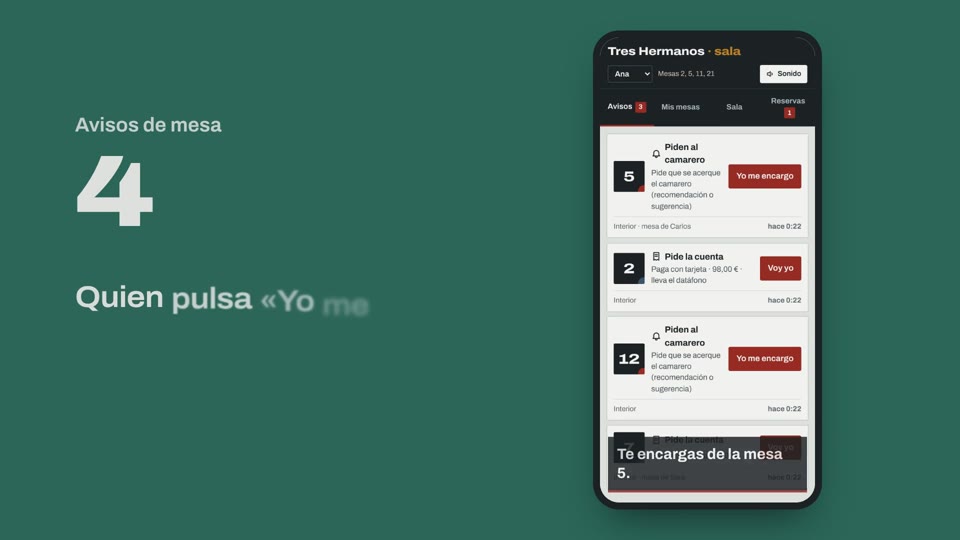 Avisos de mesa
4
Quien pulsa «Yo me
Tres Hermanos · sala
Ana
Mesas 2, 5, 11, 21
Sonido
Avisos 3
Mis mesas
Sala
Reservas
1
5
Piden al
camarero
Pide que se acerque
el camarero
(recomendación o
sugerencia)
Yo me encargo
Interior · mesa de Carlos
hace 0:22
2
Pide la cuenta
Paga con tarjeta · 98,00 € ·
lleva el datáfono
Voy yo
Interior
hace 0:22
12
Piden al
camarero
Pide que se acerque
el camarero
(recomendación o
sugerencia)
Yo me encargo
Interior
hace 0:22
7
Pide la cuenta
Te encargas de la mesa
5.